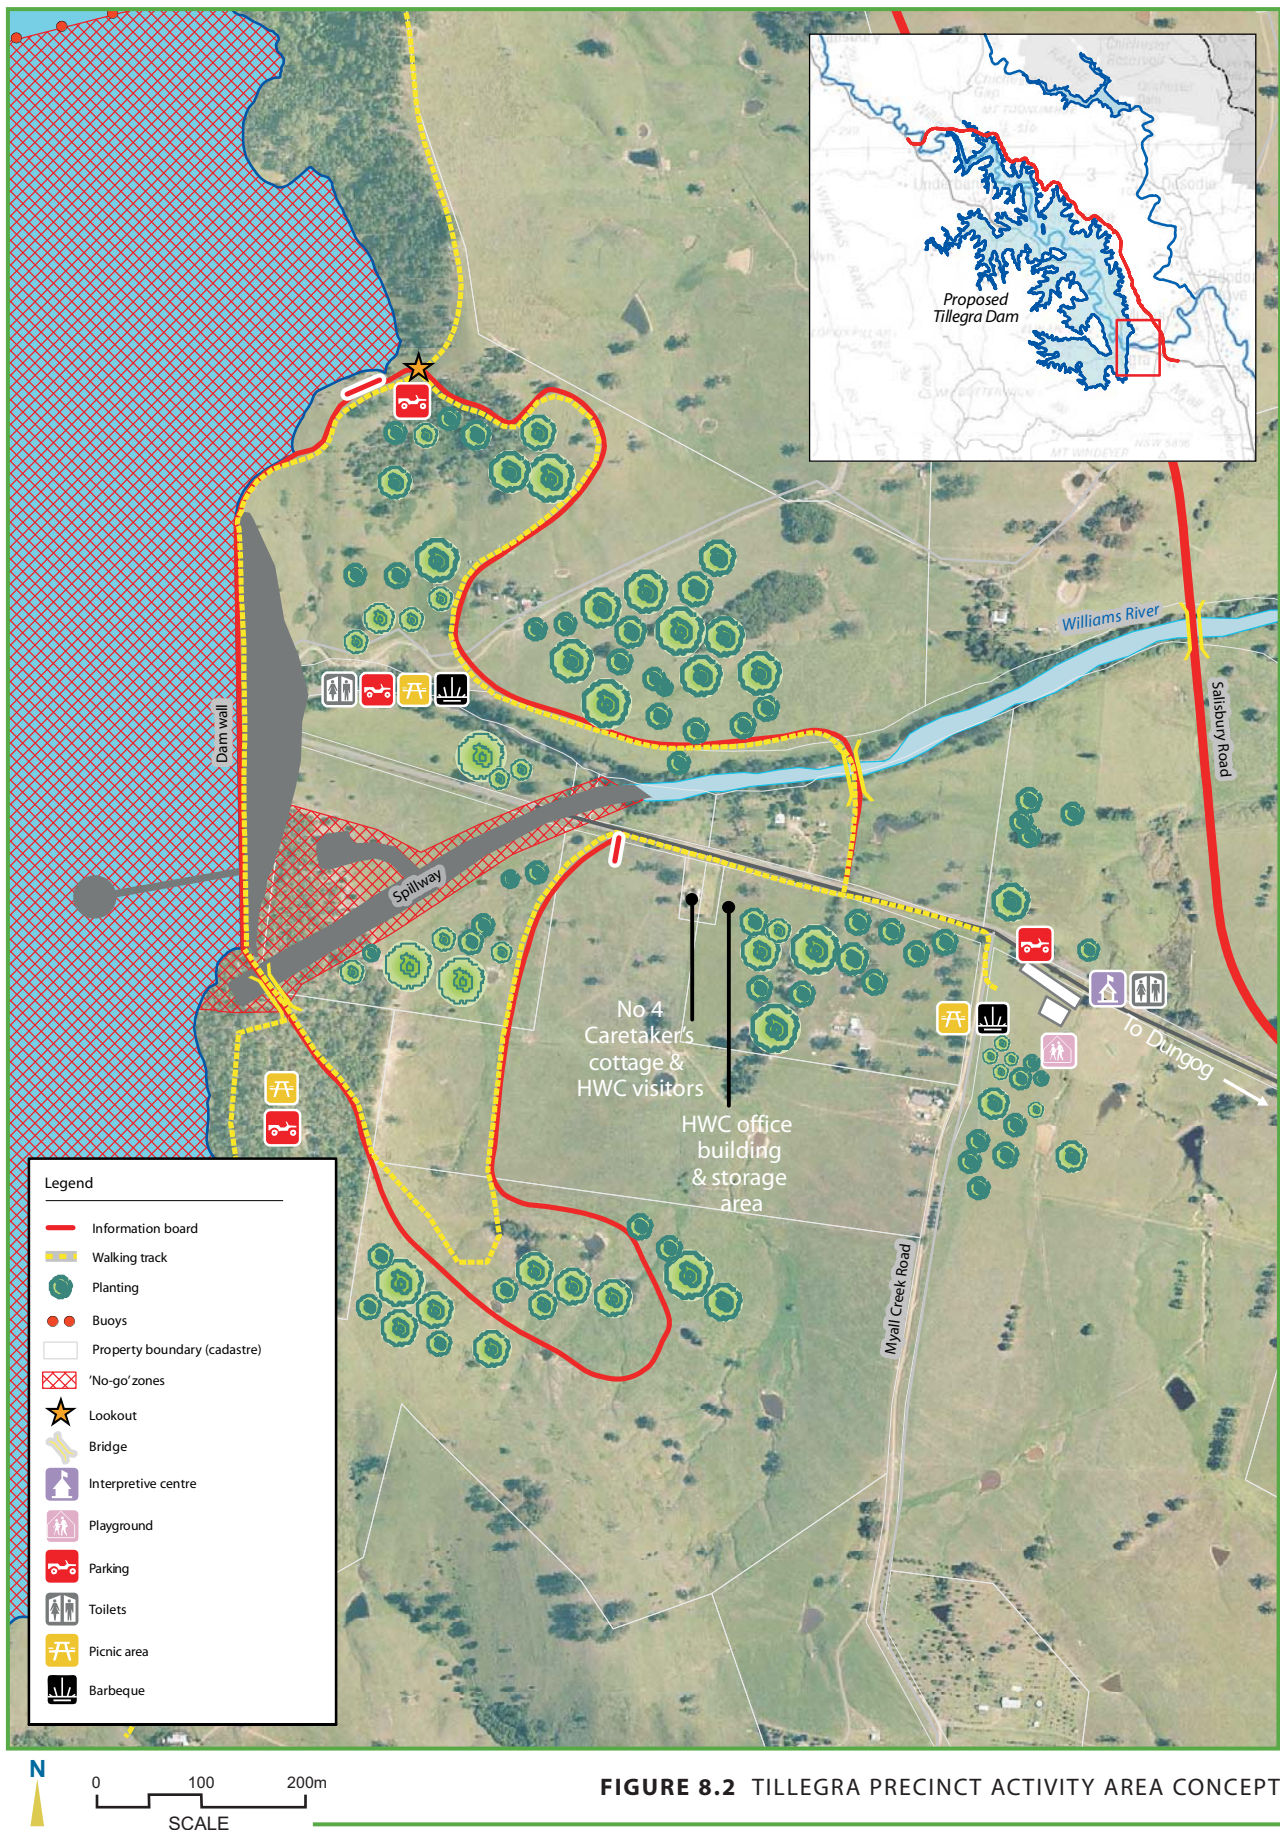 Proposed
Tillegra Dam
MT WINDEYER
Williams River
Salisbury Road
Dam wall
Spillway
No 4
Caretaker's
cottage &
HWC visitors
HWC office
building
& storage
area
To Dungog
Myall Creek Road
Legend
Information board
Walking track
Planting
Buoys
Property boundary (cadastre)
'No-go' zones
Lookout
Bridge
Interpretive centre
Playground
Parking
Toilets
Picnic area
Barbeque
N
0 100 200m
SCALE
FIGURE 8.2 TILLEGRA PRECINCT ACTIVITY AREA CONCEPT